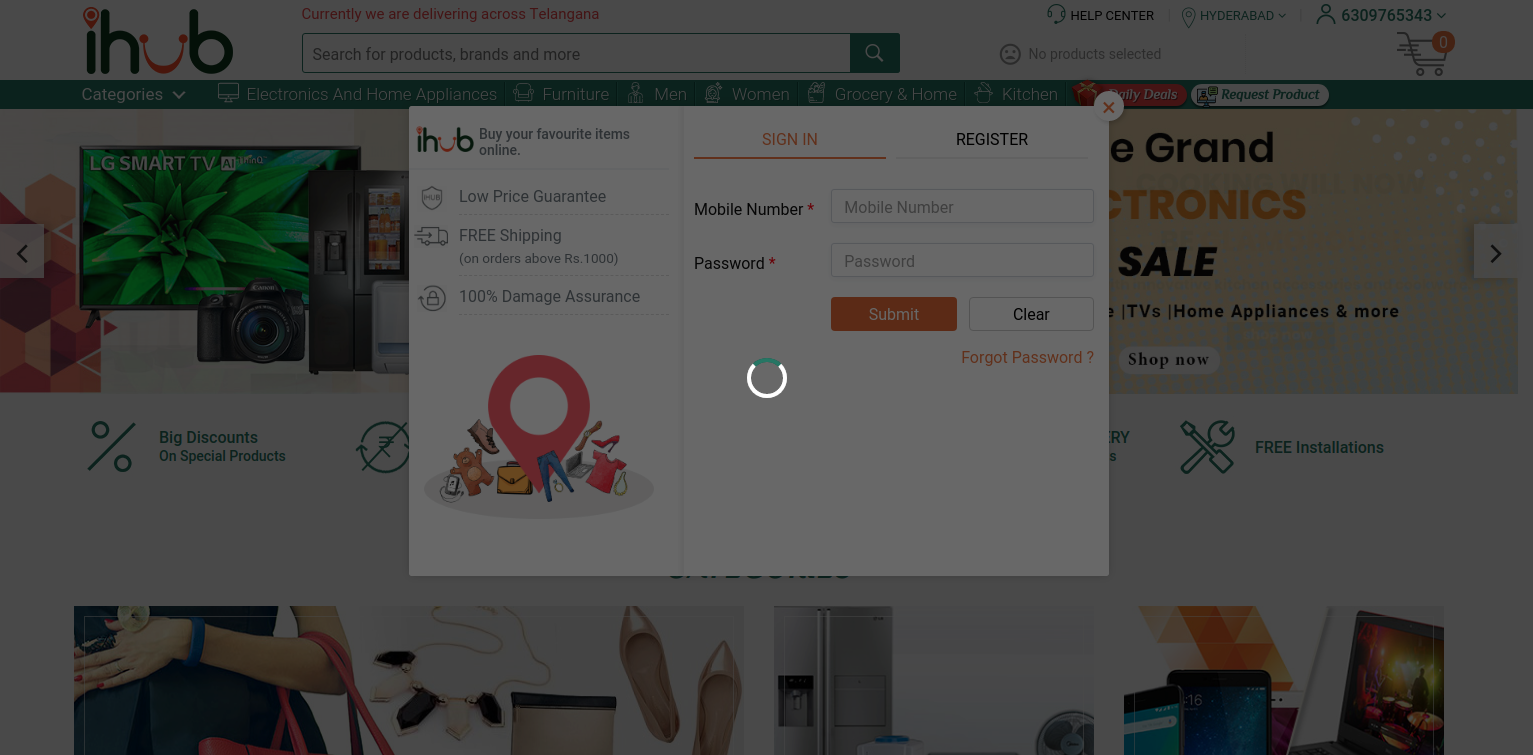 ihub
Currently we are delivering across Telangana
HELP CENTER
HYDERABAD
6309765343
Search for products, brands and more
No products selected
0
Categories
Electronics And Home Appliances
Furniture
Men
Women
Grocery & Home
Kitchen
Daily Deals
Request Product
LG SMART TV AI ThinQ
ihub Buy your favourite items
online.
IHUB
Low Price Guarantee
FREE Shipping
(on orders above Rs.1000)
100% Damage Assurance
SIGN IN
REGISTER
Mobile Number *
Mobile Number
Password *
Password
Submit
Clear
Forgot Password ?
e Grand
COOKING WILL NOW
CTRONICS
SALE
e |TVs |Home Appliances & more
Shop now
Big Discounts
On Special Products
ERY
s
FREE Installations
CATEGORIES